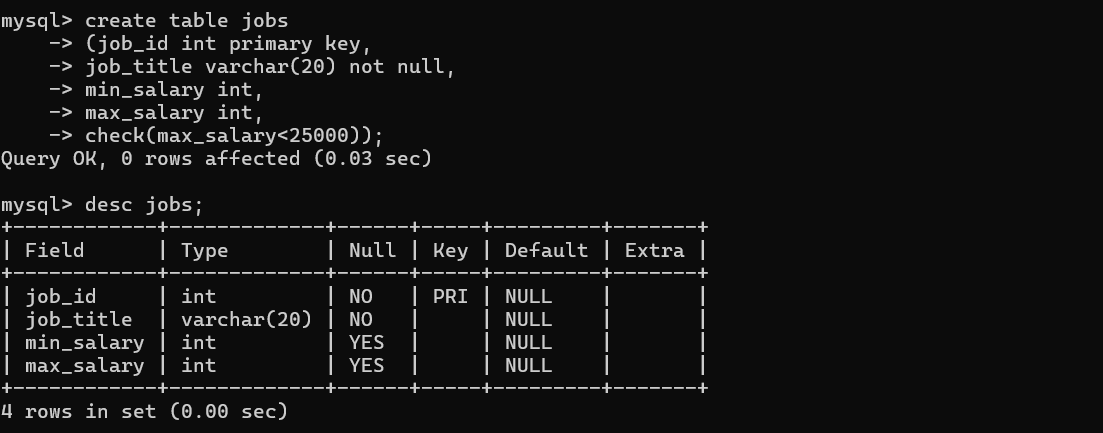 mysql> create table jobs
    -> (job_id int primary key,
    -> job_title varchar(20) not null,
    -> min_salary int,
    -> max_salary int,
    -> check(max_salary<25000));
Query OK, 0 rows affected (0.03 sec)

mysql> desc jobs;
+------------+-------------+------+-----+---------+-------+
| Field      | Type        | Null | Key | Default | Extra |
+------------+-------------+------+-----+---------+-------+
| job_id     | int         | NO   | PRI | NULL    |       |
| job_title  | varchar(20) | NO   |     | NULL    |       |
| min_salary | int         | YES  |     | NULL    |       |
| max_salary | int         | YES  |     | NULL    |       |
+------------+-------------+------+-----+---------+-------+
4 rows in set (0.00 sec)